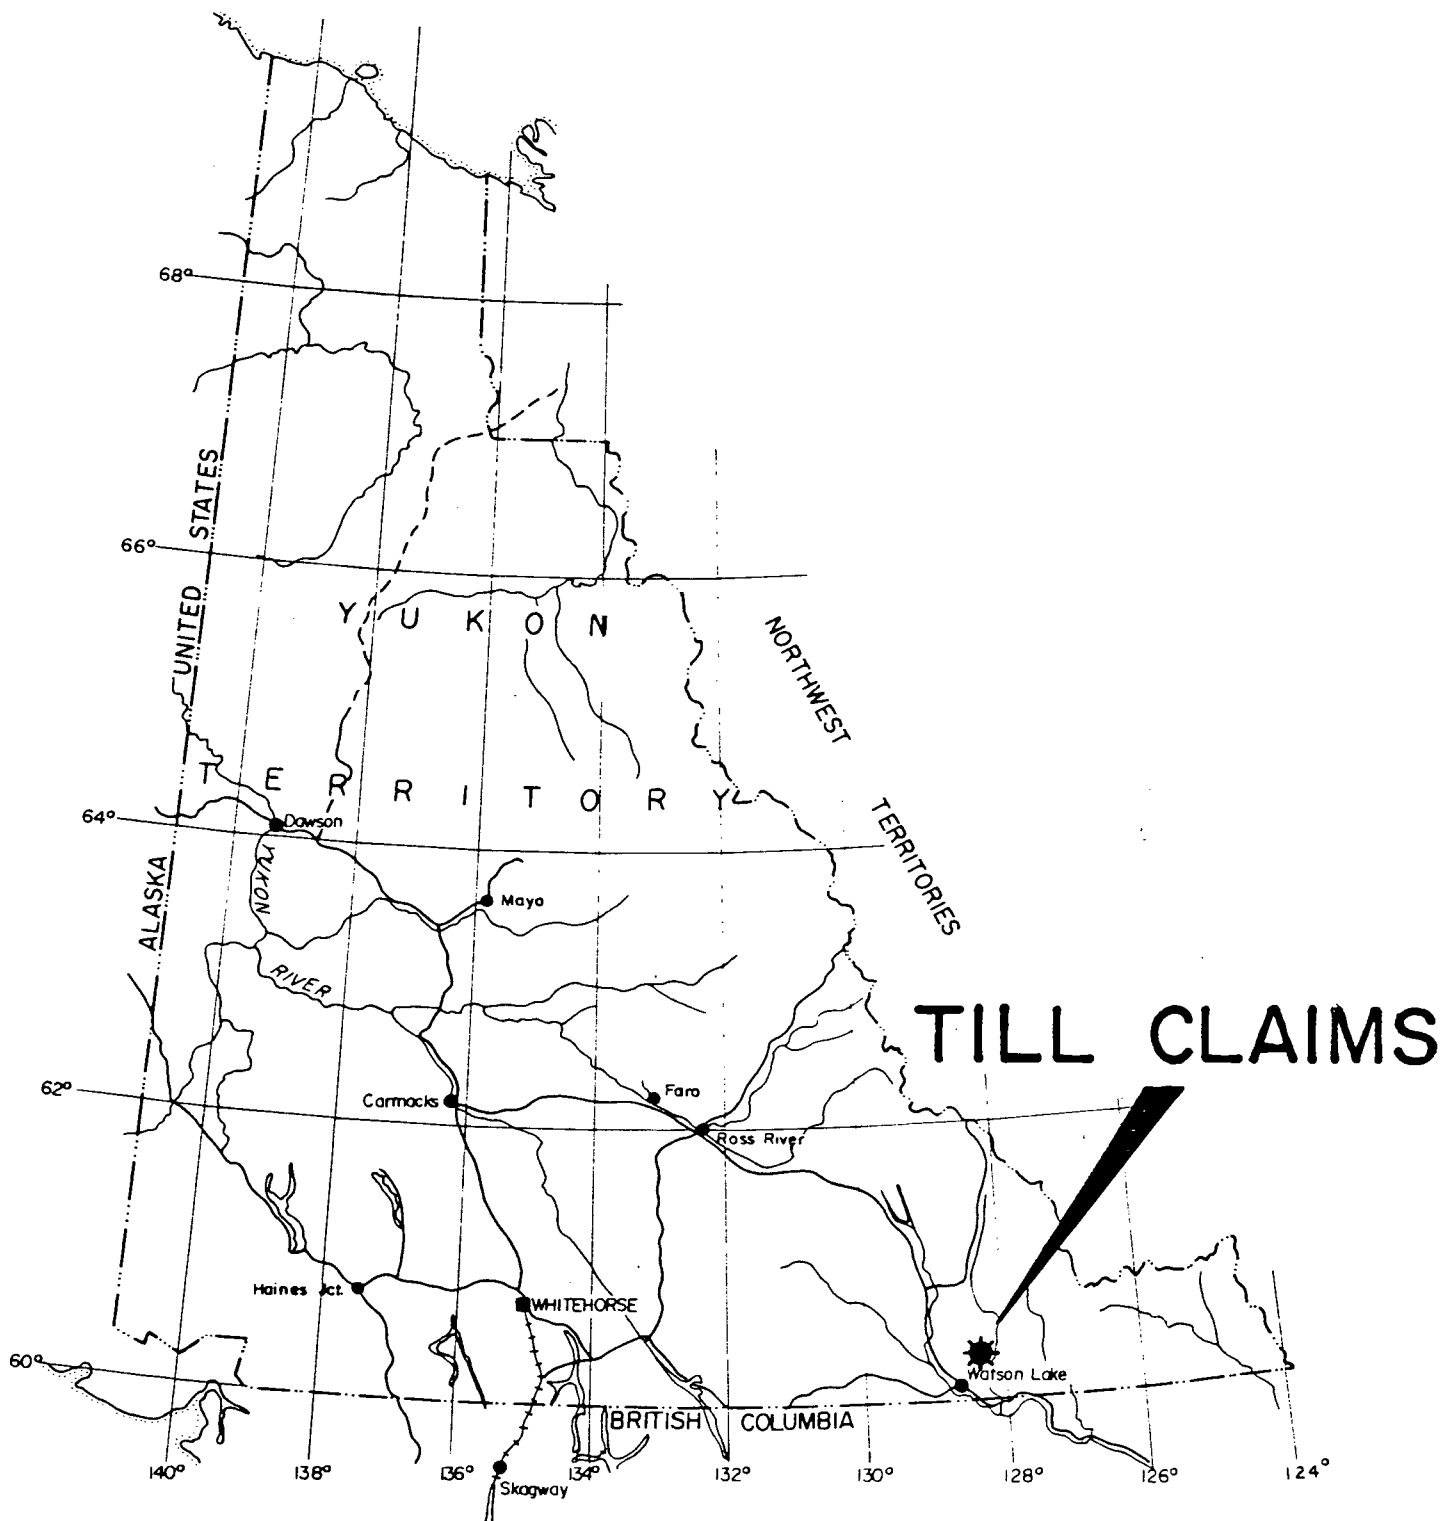 68°
UNITED STATES
66°
YUKON
NORTHWEST TERRITORIES
TERRITORY
64°
Dawson
YUKON
ALASKA
Mayo
RIVER
TILL CLAIMS
62°
Carmacks
Faro
Ross River
Haines Jct.
WHITEHORSE
60°
Watson Lake
BRITISH COLUMBIA
140°
138°
136°
134°
132°
130°
128°
126°
124°
Skagway